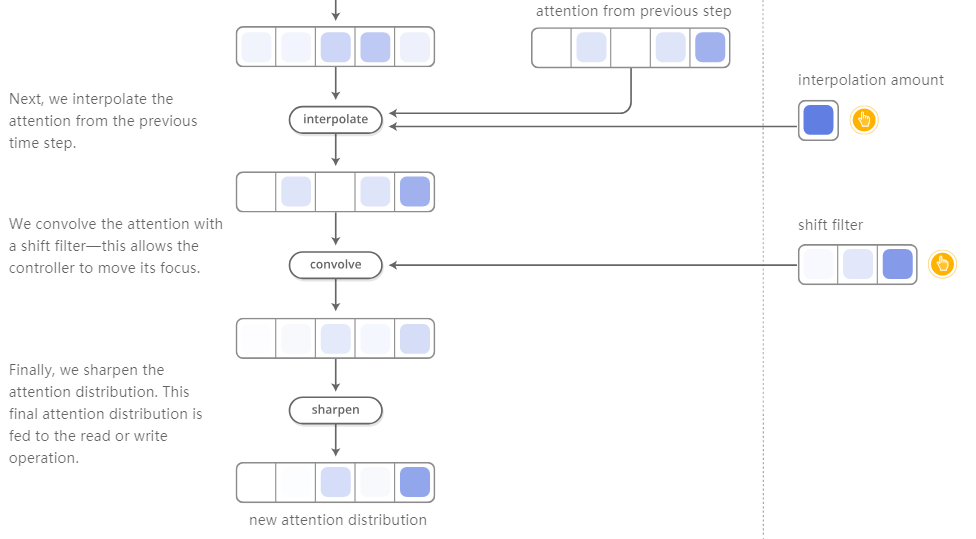 attention from previous step
interpolation amount
Next, we interpolate the
attention from the previous
time step.
interpolate
We convolve the attention with
a shift filter—this allows the
controller to move its focus.
shift filter
convolve
Finally, we sharpen the
attention distribution. This
final attention distribution is
fed to the read or write
operation.
sharpen
new attention distribution